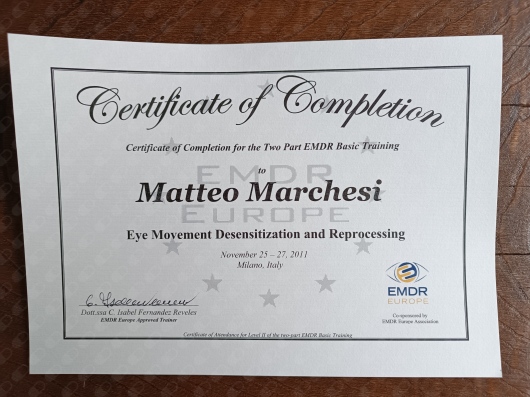 Certificate of Completion
Certificate of Completion for the Two Part EMDR Basic Training
to
EMDR
Matteo Marchesi
EUROPE
Eye Movement Desensitization and Reprocessing
November 25 – 27, 2011
Milano, Italy
Dott.ssa C. Isabel Fernandez Reveles
EMDR Europe Approved Trainer
EMDR
EUROPE
Co-sponsored by
EMDR Europe Association
Certificate of Attendance for Level II of the two-part EMDR Basic Training